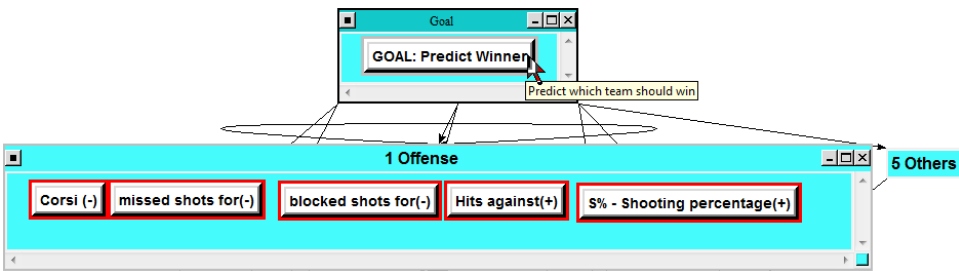 Goal
GOAL: Predict Winner
Predict which team should win
1 Offense
5 Others
Corsi (-)
missed shots for(-)
blocked shots for(-)
Hits against(+)
S% - Shooting percentage(+)